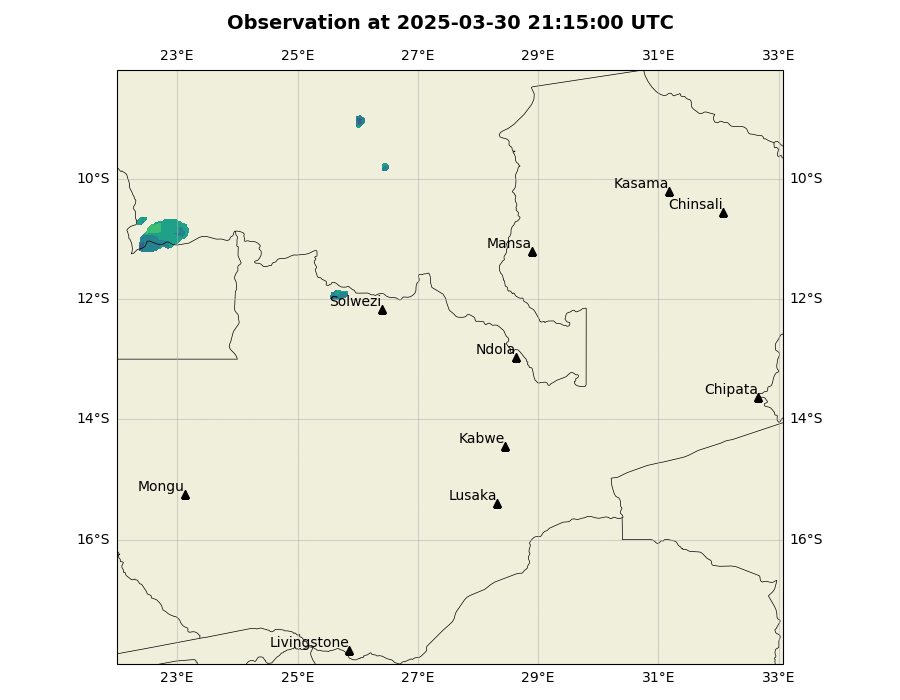 Observation at 2025-03-30 21:15:00 UTC
23°E 25°E 27°E 29°E 31°E 33°E
10°S 10°S
Kasama
Chinsali
Mansa
12°S 12°S
Solwezi
Ndola
Chipata
14°S 14°S
Kabwe
Mongu
Lusaka
16°S 16°S
Livingstone
23°E 25°E 27°E 29°E 31°E 33°E